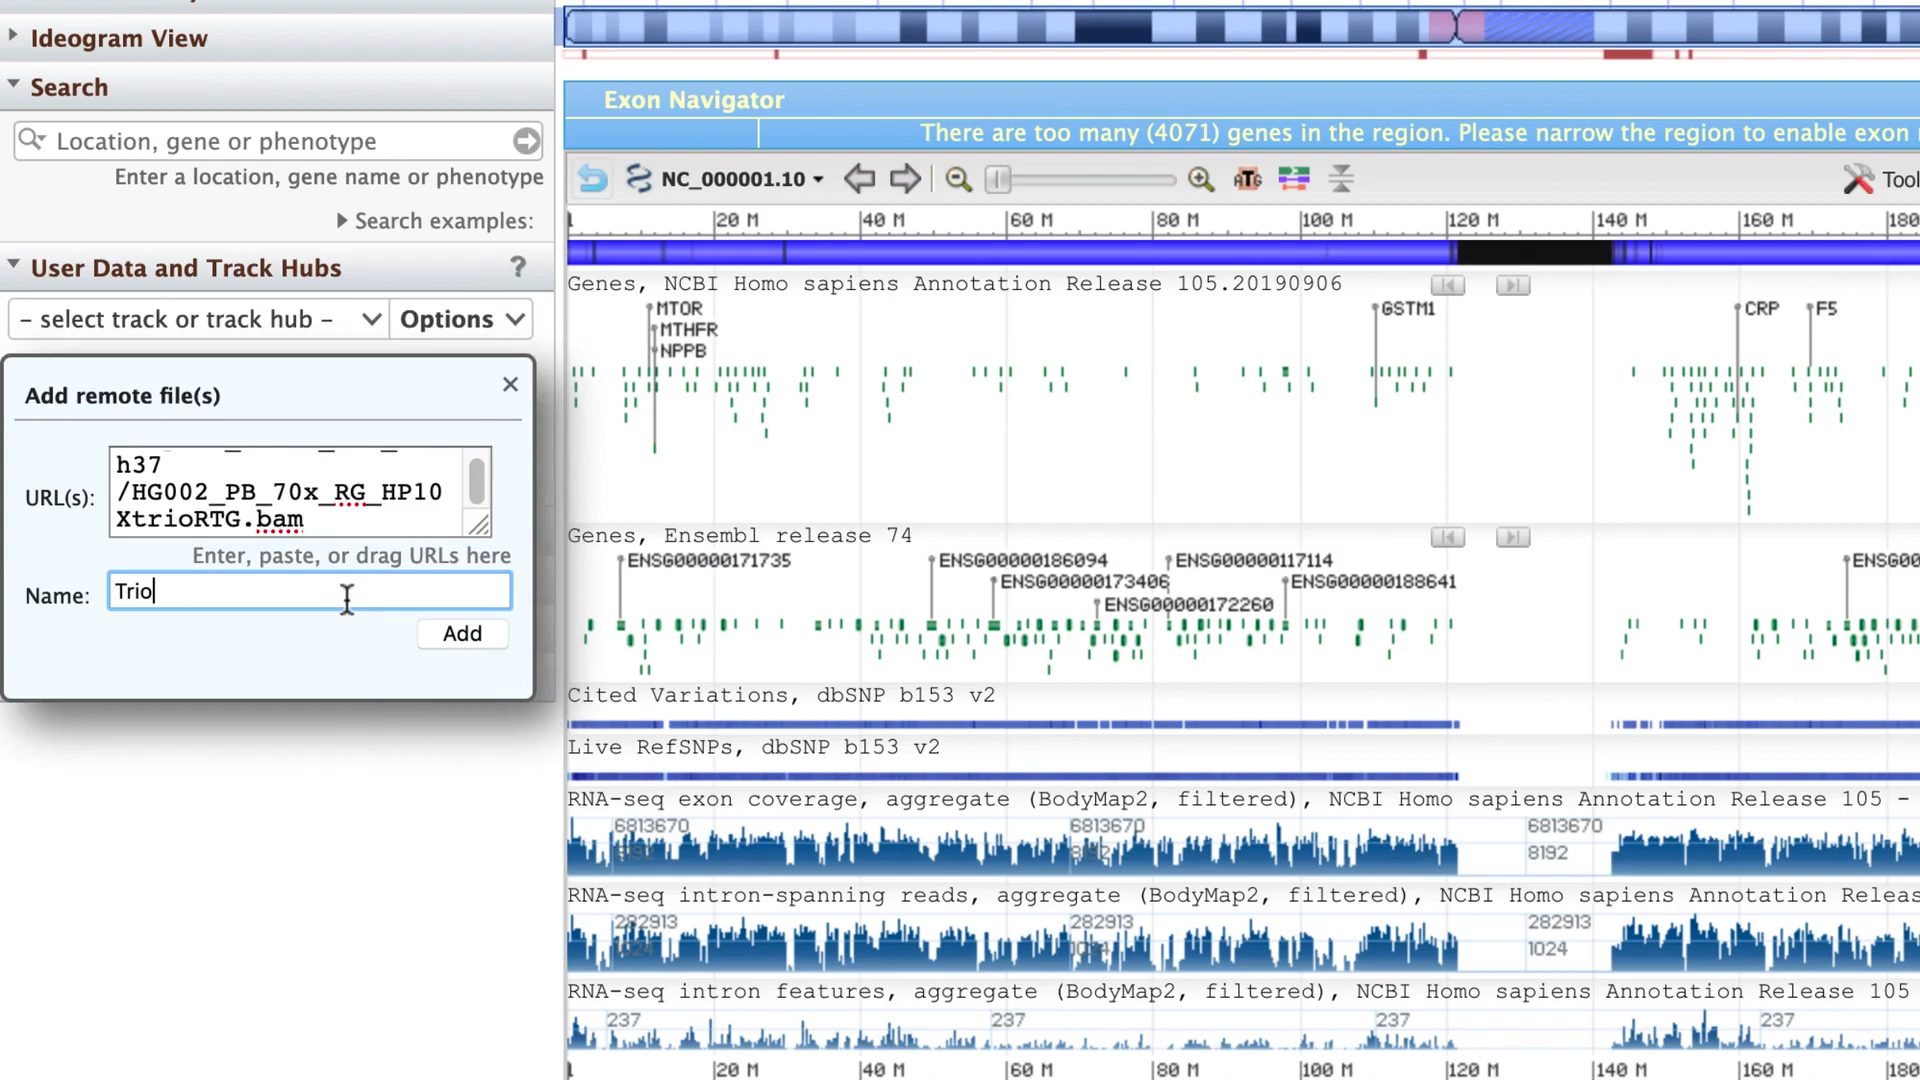 Ideogram View
Search
Location, gene or phenotype
Enter a location, gene name or phenotype
Search examples:
User Data and Track Hubs ?
- select track or track hub - Options
Add remote file(s)
URL(s):
h37
/HG002_PB_70x_RG_HP10
XtrioRTG.bam
Enter, paste, or drag URLs here
Name: Trio
Add
Exon Navigator
There are too many (4071) genes in the region. Please narrow the region to enable exon
NC_000001.10
ATG
Tool
20 M 40 M 60 M 80 M 100 M 120 M 140 M 160 M 180
Genes, NCBI Homo sapiens Annotation Release 105.20190906
MTOR GSTM1 CRP F5
MTHFR
NPPB
Genes, Ensembl release 74
ENSG00000171735 ENSG00000186094 ENSG00000117114 ENSG00
ENSG00000173406 ENSG00000188641
ENSG00000172260
Cited Variations, dbSNP b153 v2
Live RefSNPs, dbSNP b153 v2
RNA-seq exon coverage, aggregate (BodyMap2, filtered), NCBI Homo sapiens Annotation Release 105 -
6813670 6813670 6813670
8192 8192 8192
RNA-seq intron-spanning reads, aggregate (BodyMap2, filtered), NCBI Homo sapiens Annotation Releas
282913 282913 282913
1024 1024 1024
RNA-seq intron features, aggregate (BodyMap2, filtered), NCBI Homo sapiens Annotation Release 105
237 237 237 237
20 M 40 M 60 M 80 M 100 M 120 M 140 M 160 M 180